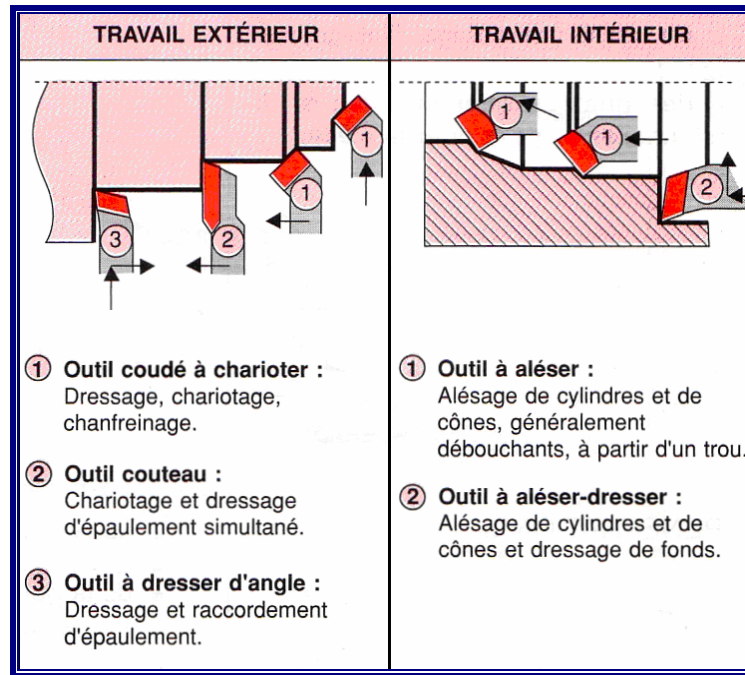 TRAVAIL EXTÉRIEUR
1
1
2
3
1 Outil coudé à charioter :
Dressage, chariotage,
chanfreinage.
2 Outil couteau :
Chariotage et dressage
d'épaulement simultané.
3 Outil à dresser d'angle :
Dressage et raccordement
d'épaulement.
TRAVAIL INTÉRIEUR
1
1
2
1 Outil à aléser :
Alésage de cylindres et de
cônes, généralement
débouchants, à partir d'un trou.
2 Outil à aléser-dresser :
Alésage de cylindres et de
cônes et dressage de fonds.